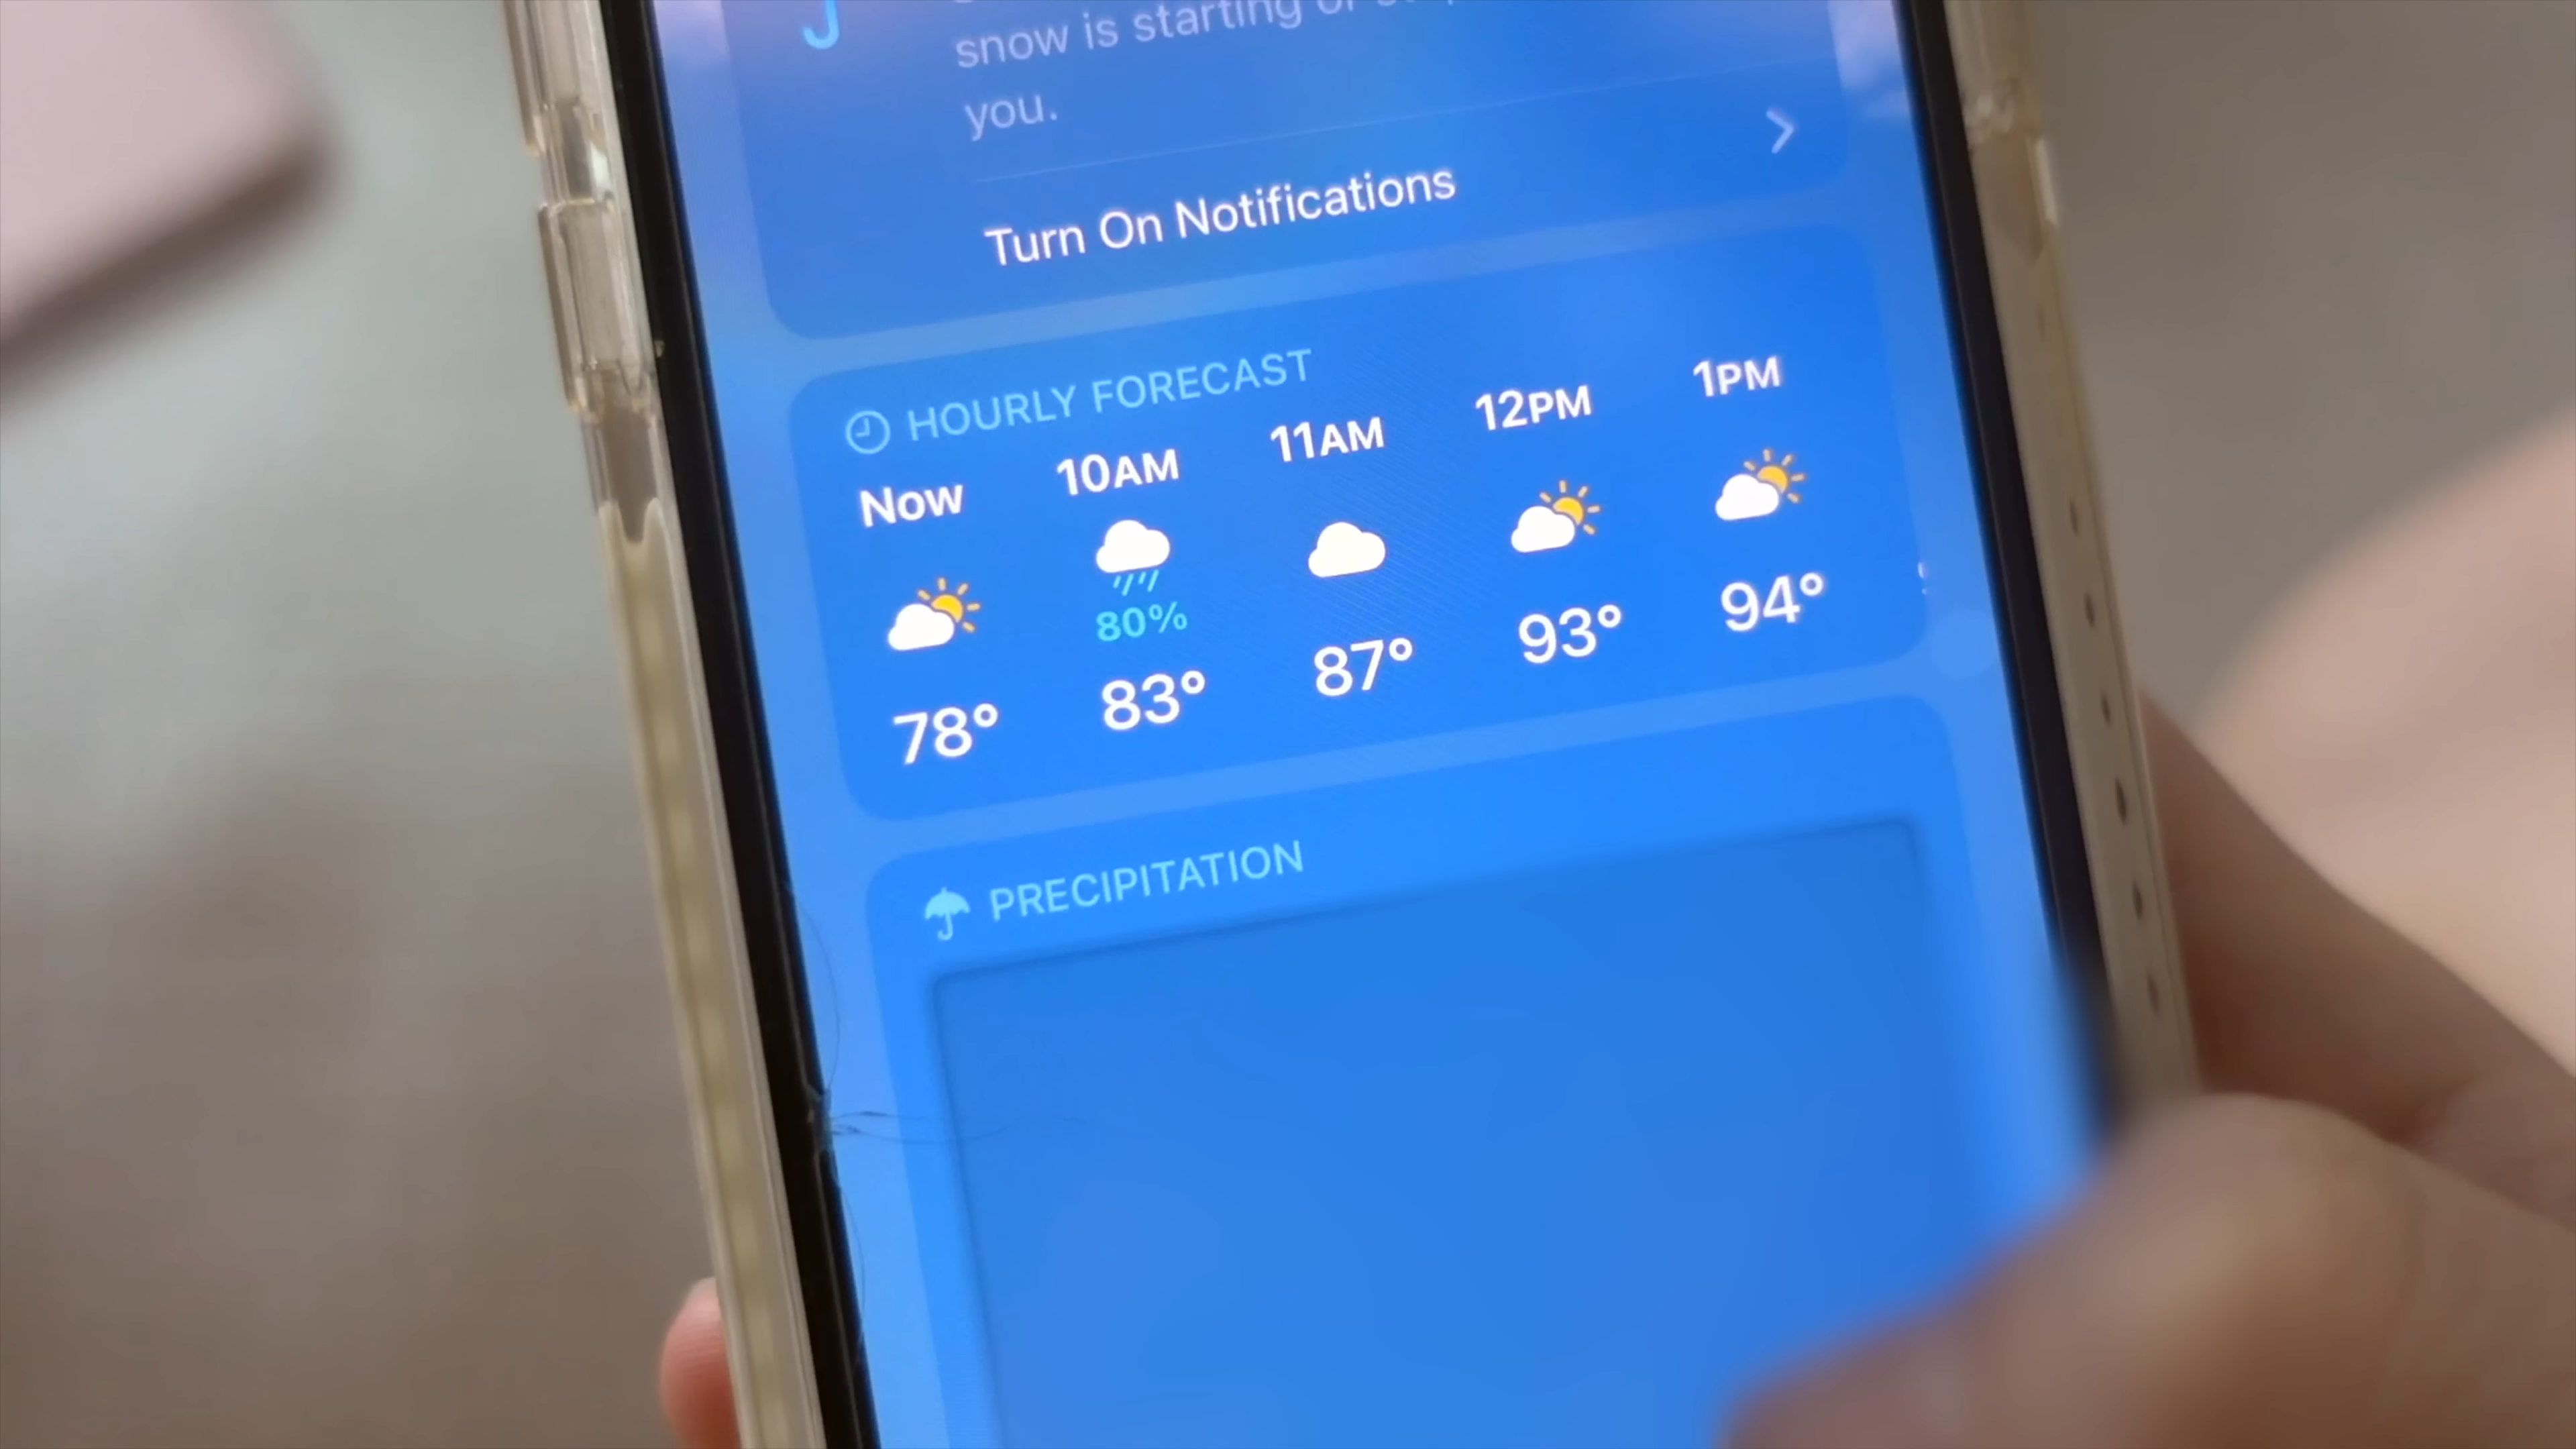 snow is starting or
you.
Turn On Notifications
HOURLY FORECAST
Now 10AM 11AM 12PM 1PM
80%
78° 83° 87° 93° 94°
PRECIPITATION